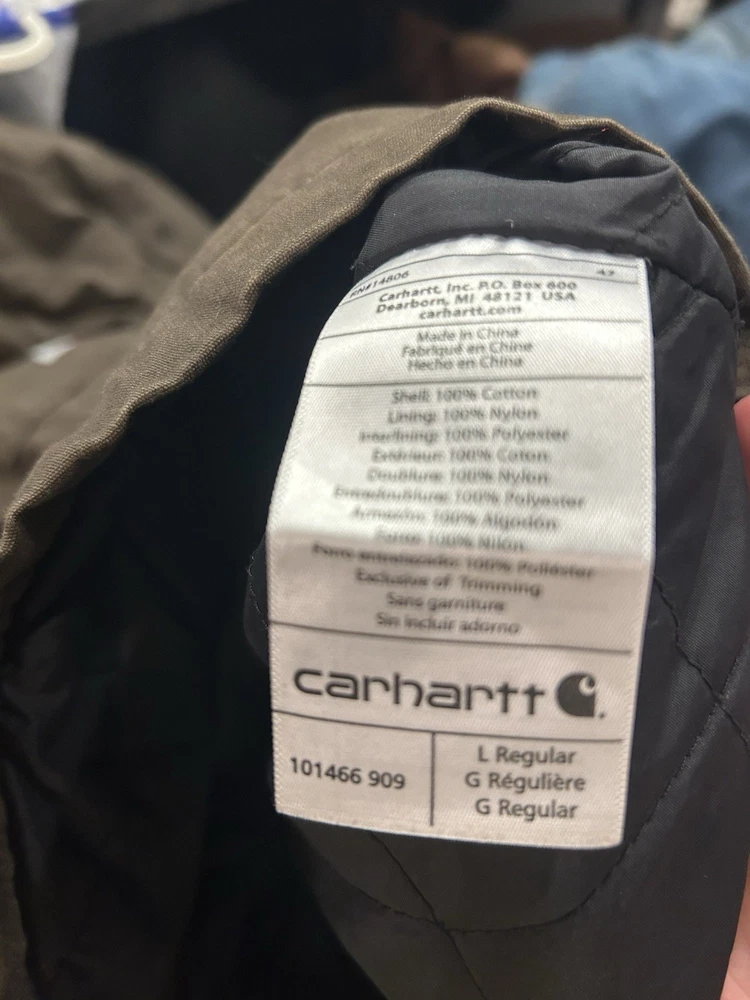 RN#14806 47
Carhartt, Inc. P.O. Box 600
Dearborn, MI 48121 USA
carhartt.com
Made in China
Fabriqué en Chine
Hecho en China
Shell: 100% Cotton
Lining: 100% Nylon
Interlining: 100% Polyester
Extérieur: 100% Coton
Doublure: 100% Nylon
Entredoublure: 100% Polyester
Armazón: 100% Algodón
Forro: 100% Nilón
Forro entrelazado: 100% Poliéster
Exclusive of Trimming
Sans garniture
Sin incluir adorno
carhartt
101466 909
L Regular
G Régulière
G Regular